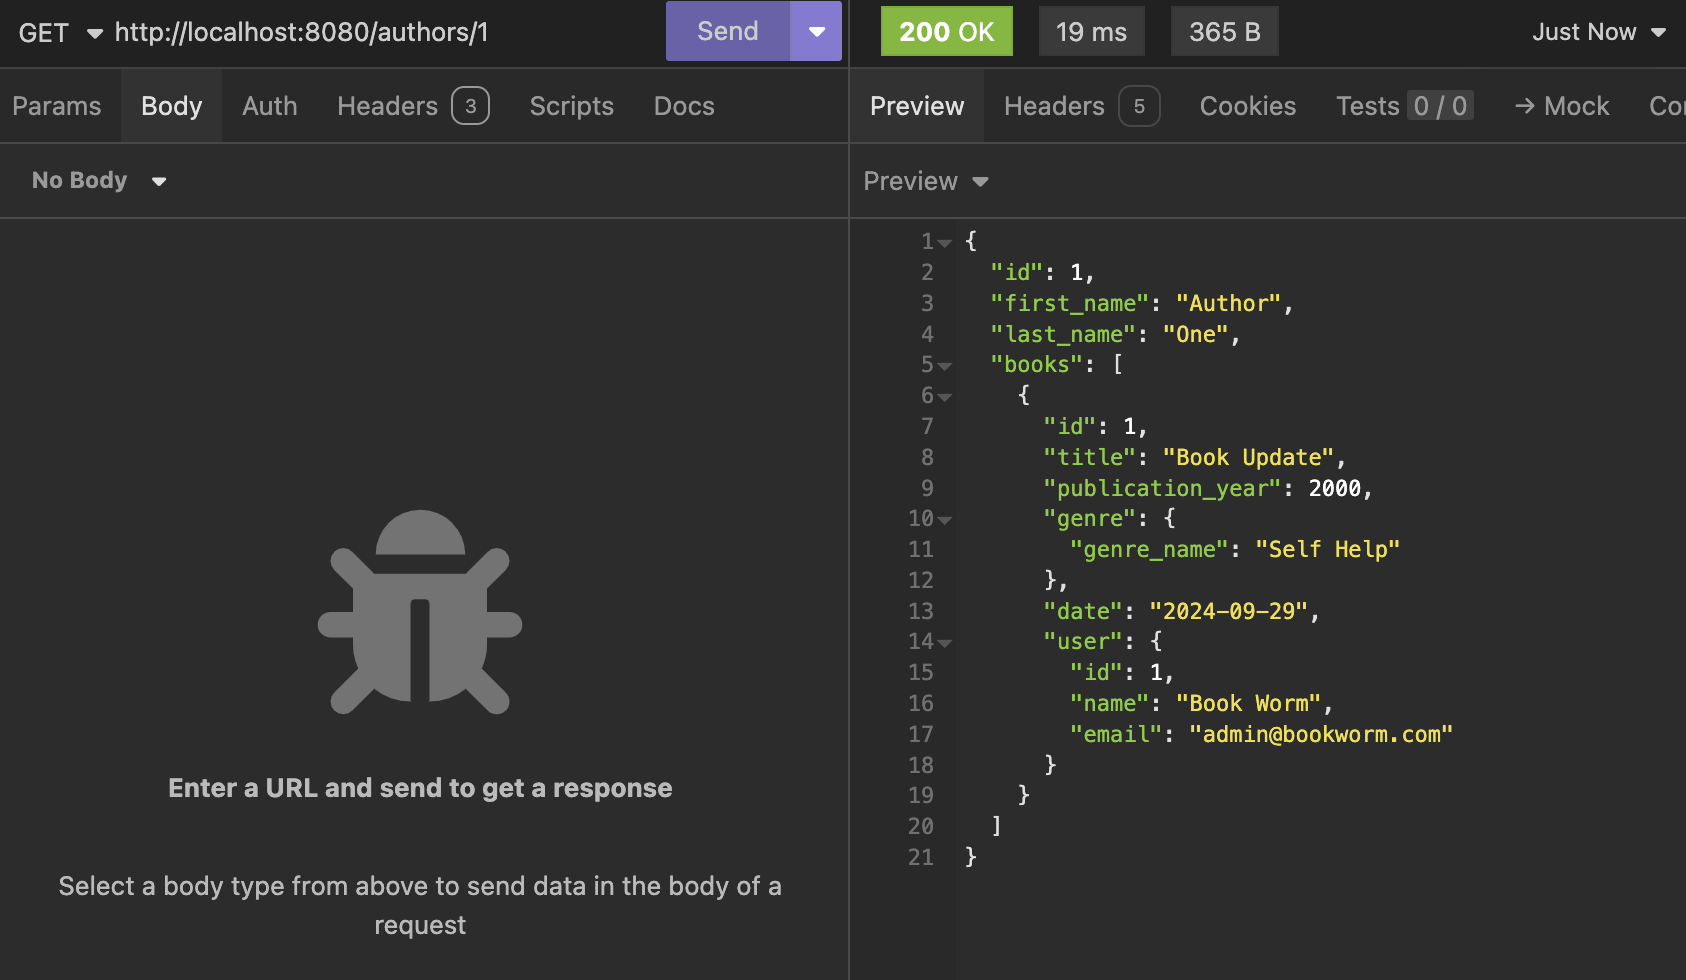 GET http://localhost:8080/authors/1 Send
Params Body Auth Headers 3 Scripts Docs
No Body
Enter a URL and send to get a response
Select a body type from above to send data in the body of a
request
200 OK 19 ms 365 B Just Now
Preview Headers 5 Cookies Tests 0 / 0 → Mock Co
Preview
1 {
2 "id": 1,
3 "first_name": "Author",
4 "last_name": "One",
5 "books": [
6 {
7 "id": 1,
8 "title": "Book Update",
9 "publication_year": 2000,
10 "genre": {
11 "genre_name": "Self Help"
12 },
13 "date": "2024-09-29",
14 "user": {
15 "id": 1,
16 "name": "Book Worm",
17 "email": "admin@bookworm.com"
18 }
19 }
20 ]
21 }